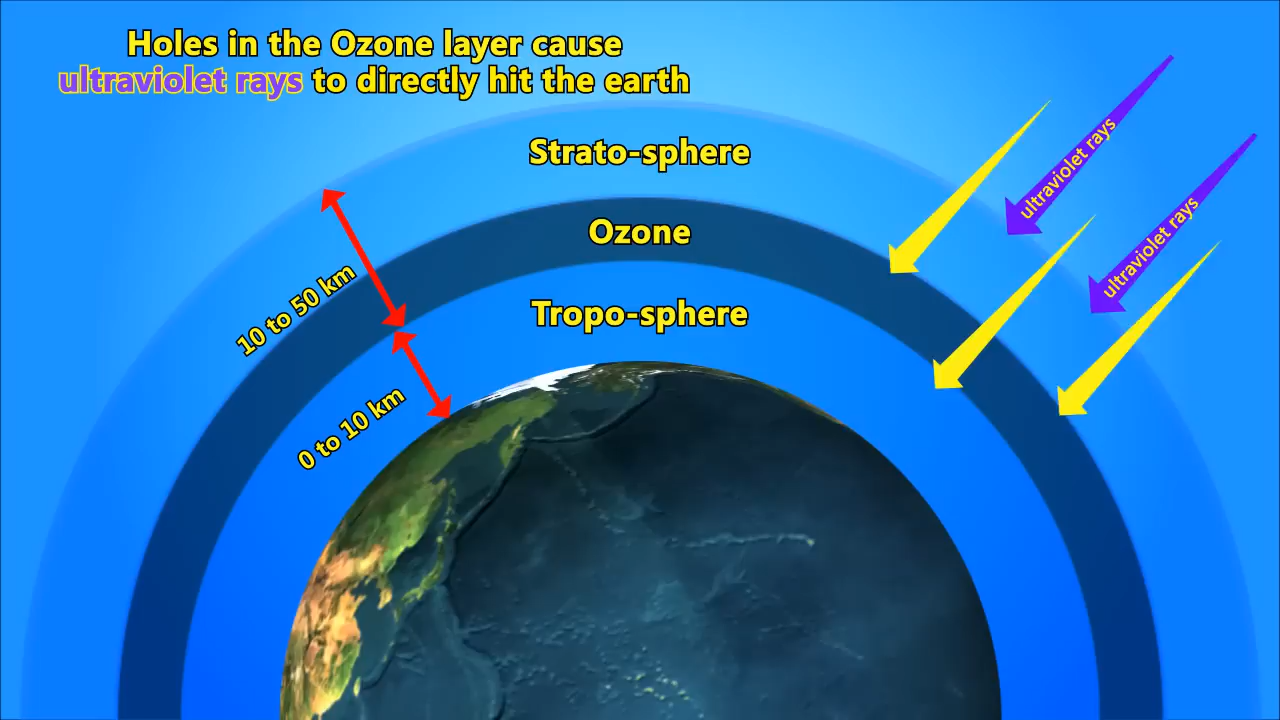 Holes in the Ozone layer cause
ultraviolet rays to directly hit the earth
Strato-sphere
Ozone
Tropo-sphere
10 to 50 km
0 to 10 km
ultraviolet rays
ultraviolet rays